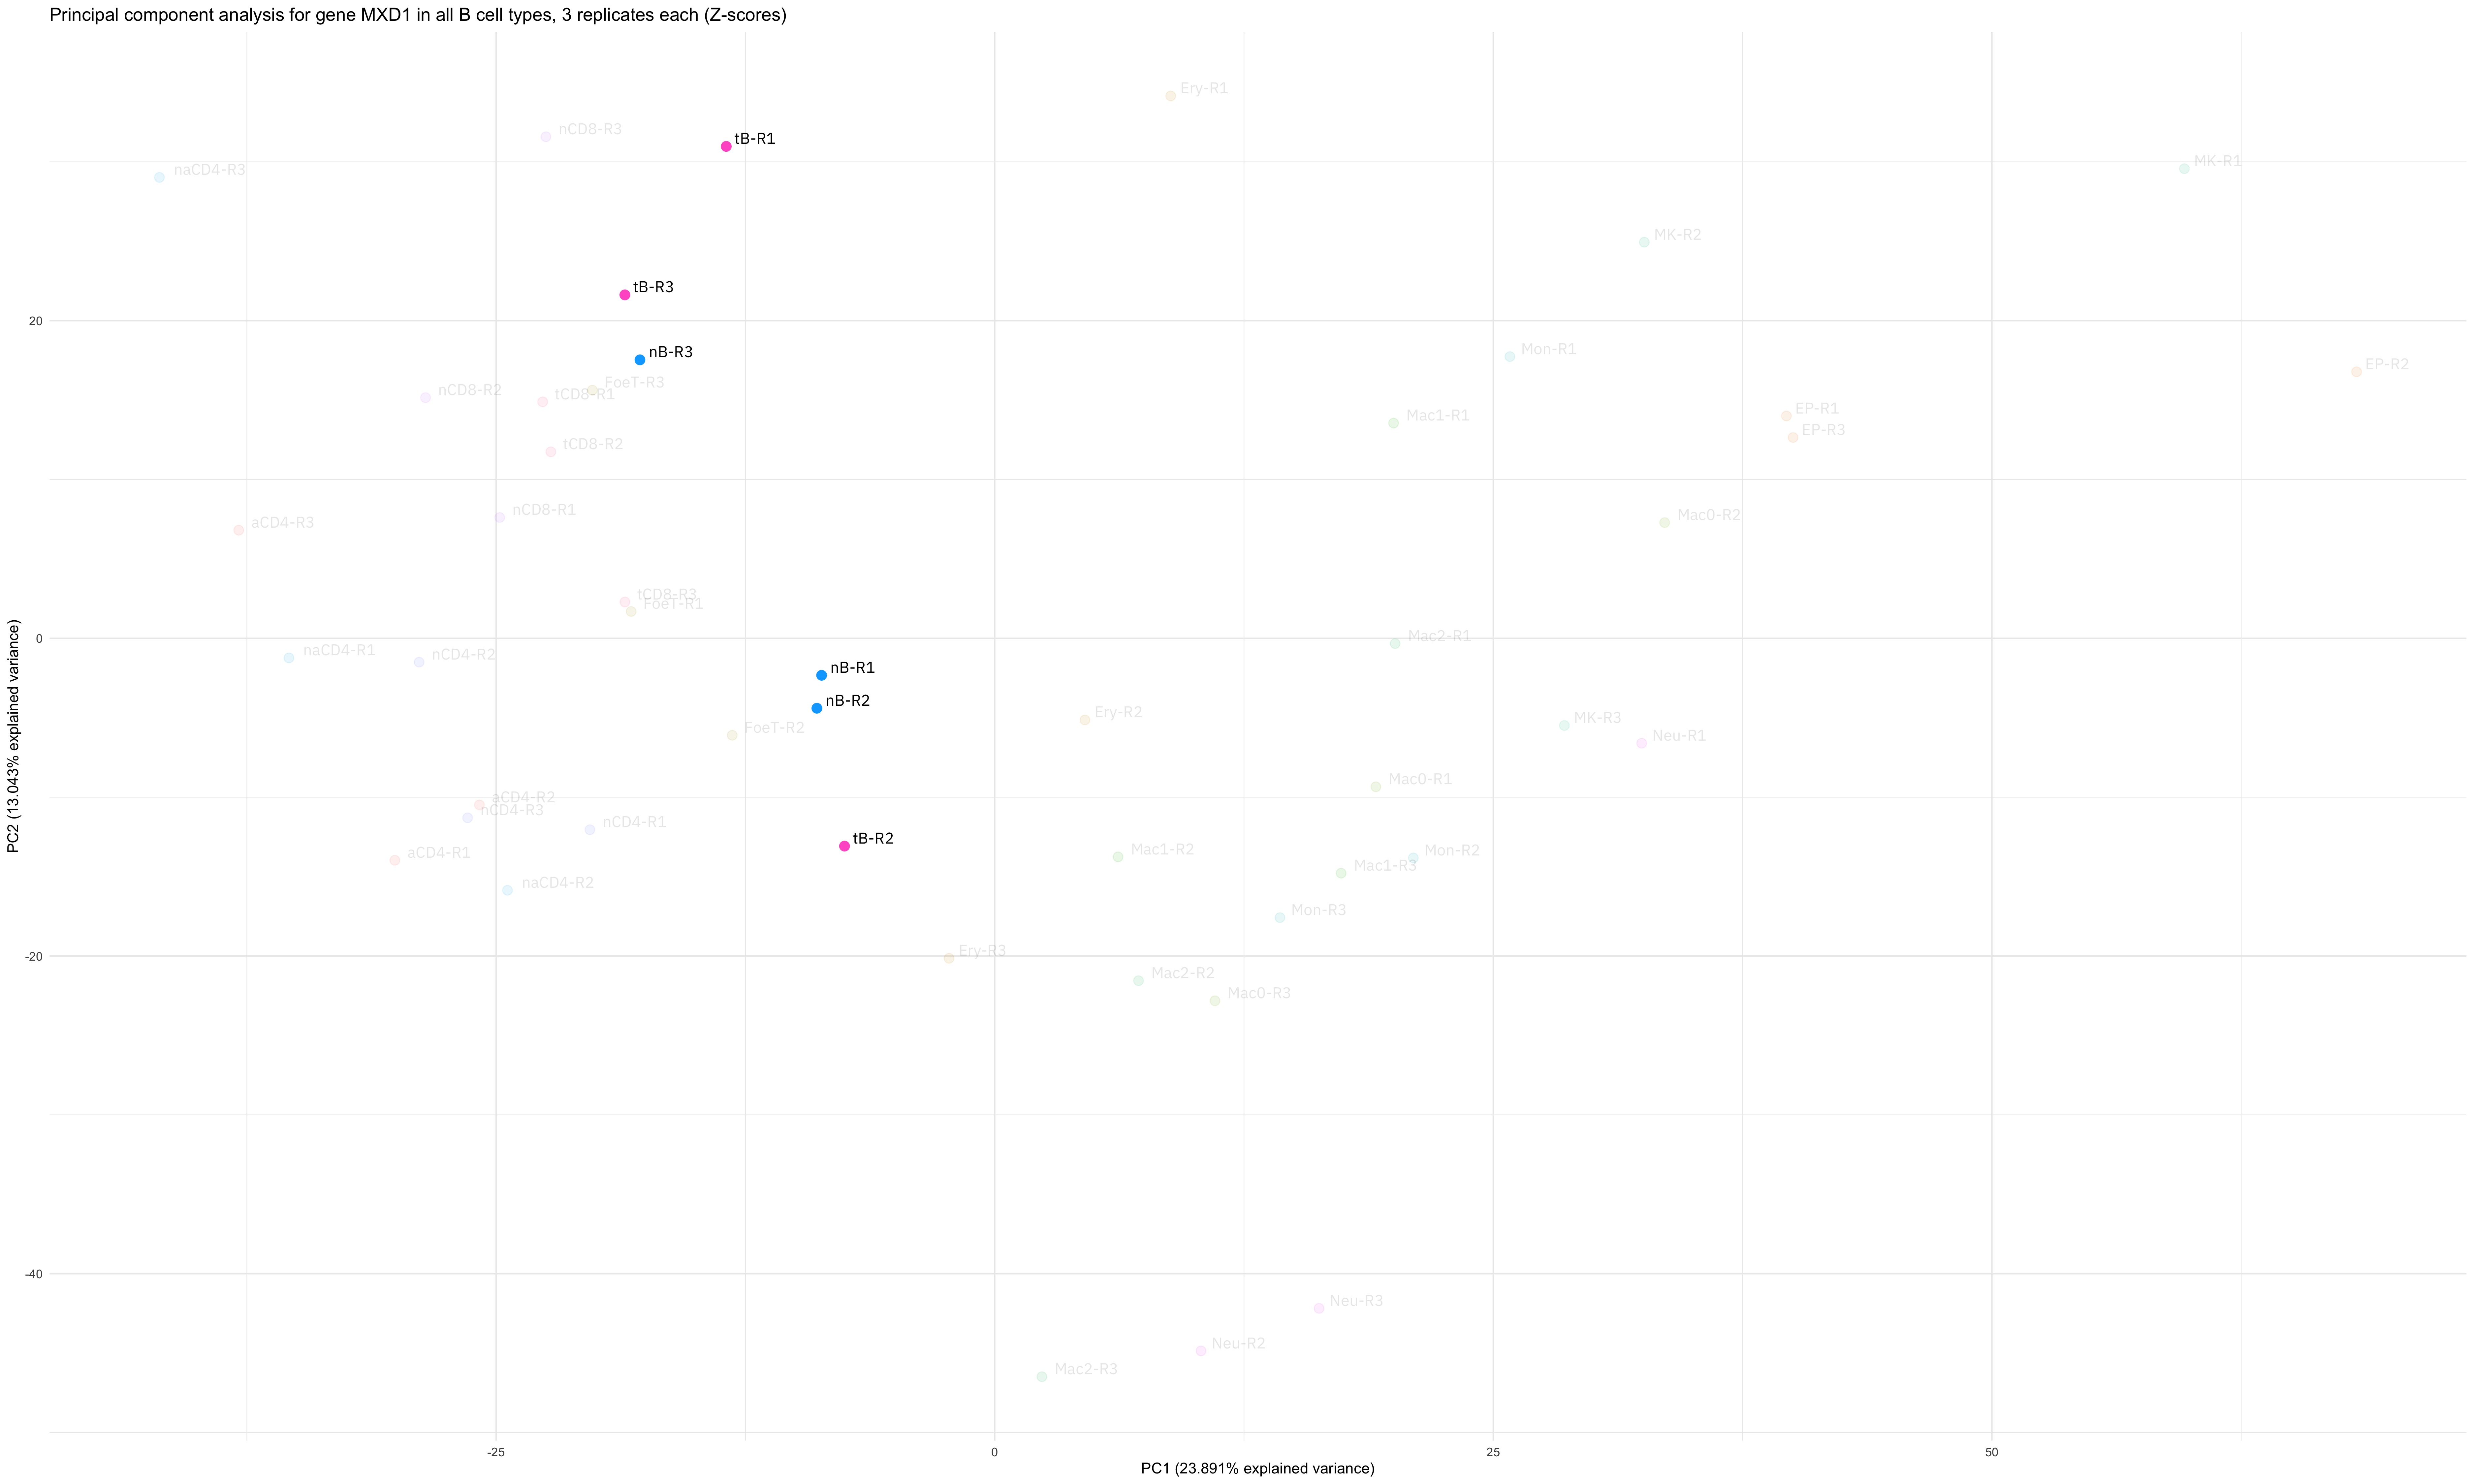 Principal component analysis for gene MXD1 in all B cell types, 3 replicates each (Z-scores)
Ery-R1
nCD8-R3
tB-R1
MK-R1
naCD4-R3
MK-R2
tB-R3
20
Mon-R1
nB-R3
EP-R2
FoeT-R3
nCD8-R2
tCD8-R1
EP-R1
Mac1-R1
EP-R3
tCD8-R2
nCD8-R1
Mac0-R2
aCD4-R3
tCD8-R3
FoeT-R1
0
Mac2-R1
naCD4-R1
nCD4-R2
nB-R1
nB-R2
Ery-R2
MK-R3
FoeT-R2
Neu-R1
PC2 (13.043% explained variance)
Mac0-R1
aCD4-R2
nCD4-R3
nCD4-R1
tB-R2
Mac1-R2
Mon-R2
aCD4-R1
Mac1-R3
naCD4-R2
Mon-R3
Ery-R3
-20
Mac2-R2
Mac0-R3
-40
Neu-R3
Neu-R2
Mac2-R3
-25
0
25
50
PC1 (23.891% explained variance)